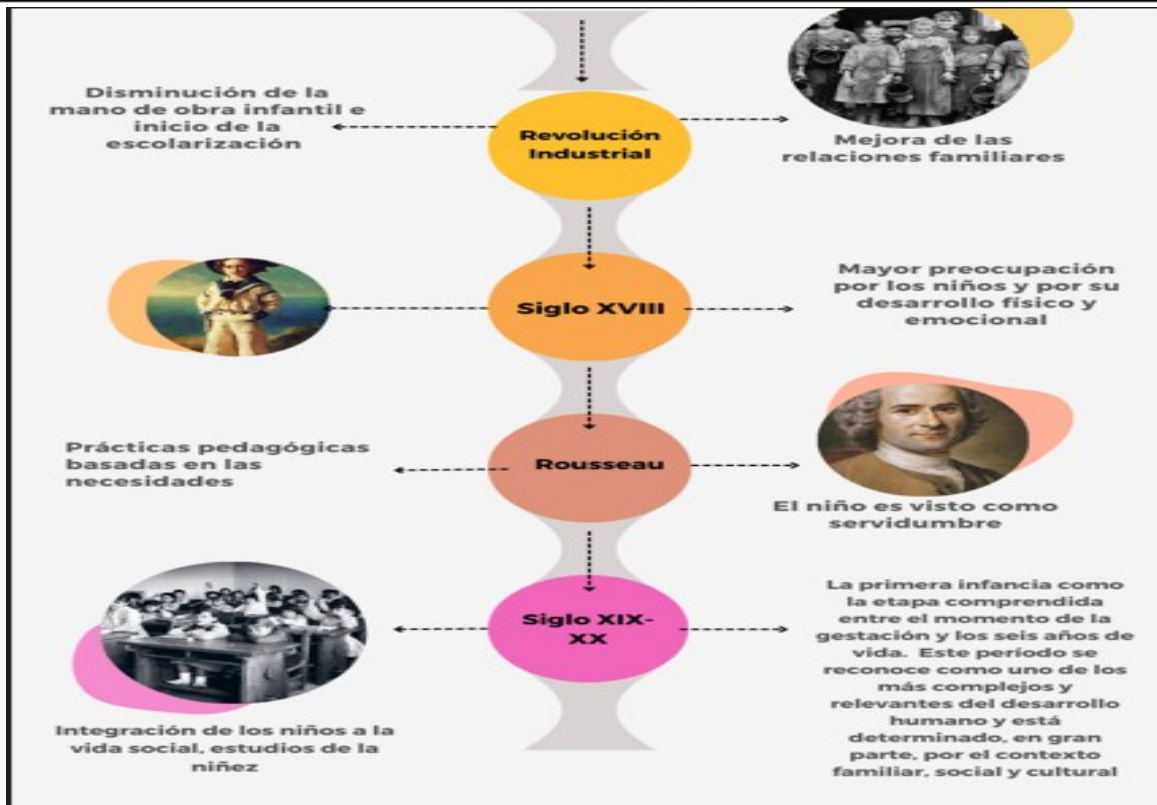 Disminución de la
mano de obra infantil e
inicio de la
escolarización
Revolución
Industrial
Mejora de las
relaciones familiares
Siglo XVIII
Mayor preocupación
por los niños y por su
desarrollo físico y
emocional
Prácticas pedagógicas
basadas en las
necesidades
Rousseau
El niño es visto como
servidumbre
Siglo XIX-
XX
Integración de los niños a la
vida social, estudios de la
niñez
La primera infancia como
la etapa comprendida
entre el momento de la
gestación y los seis años de
vida. Este período se
reconoce como uno de los
más complejos y
relevantes del desarrollo
humano y está
determinado, en gran
parte, por el contexto
familiar, social y cultural